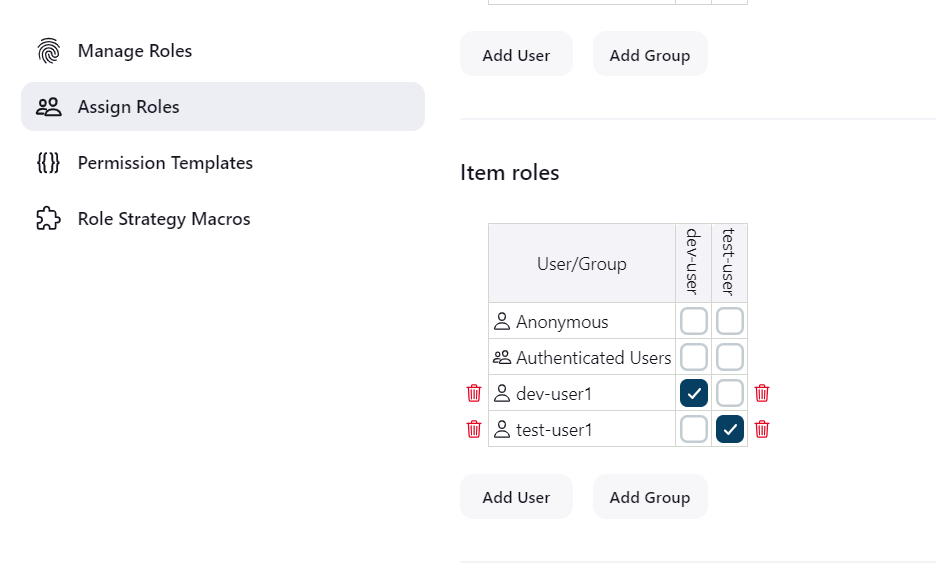 Manage Roles
Assign Roles
Permission Templates
Role Strategy Macros
Add User
Add Group
Item roles
User/Group
dev-user
test-user
Anonymous
Authenticated Users
dev-user1
test-user1
Add User
Add Group